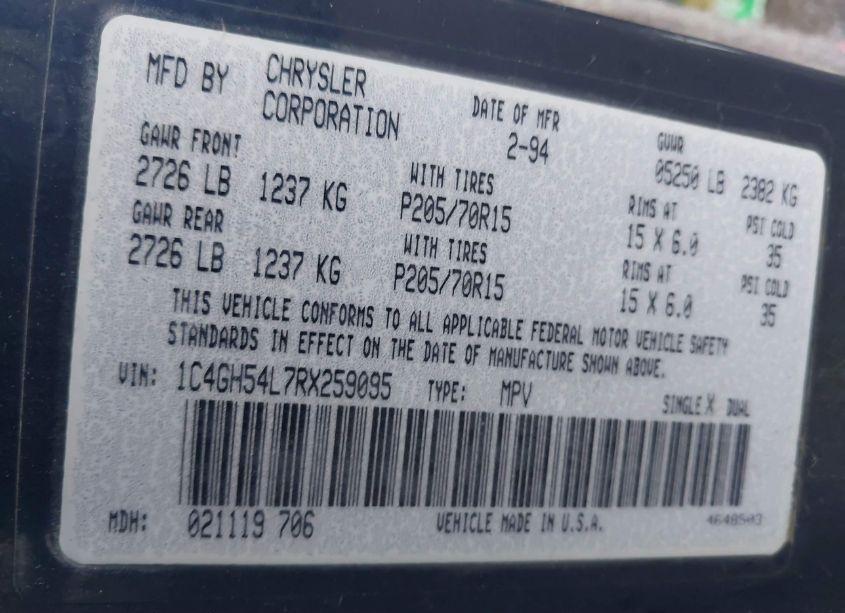 MFD BY CHRYSLER CORPORATION DATE OF MFR 2-94 GVWR 05250 LB 2382 KG
GAWR FRONT WITH TIRES RIMS AT PSI COLD
2726 LB 1237 KG P205/70R15 15 X 6.0 35
GAWR REAR WITH TIRES RIMS AT PSI COLD
2726 LB 1237 KG P205/70R15 15 X 6.0 35
THIS VEHICLE CONFORMS TO ALL APPLICABLE FEDERAL MOTOR VEHICLE SAFETY
STANDARDS IN EFFECT ON THE DATE OF MANUFACTURE SHOWN ABOVE.
VIN: 1C4GH54L7RX259095 TYPE: MPV SINGLE X DUAL
MDH: 021119 706 VEHICLE MADE IN U.S.A. 4648503